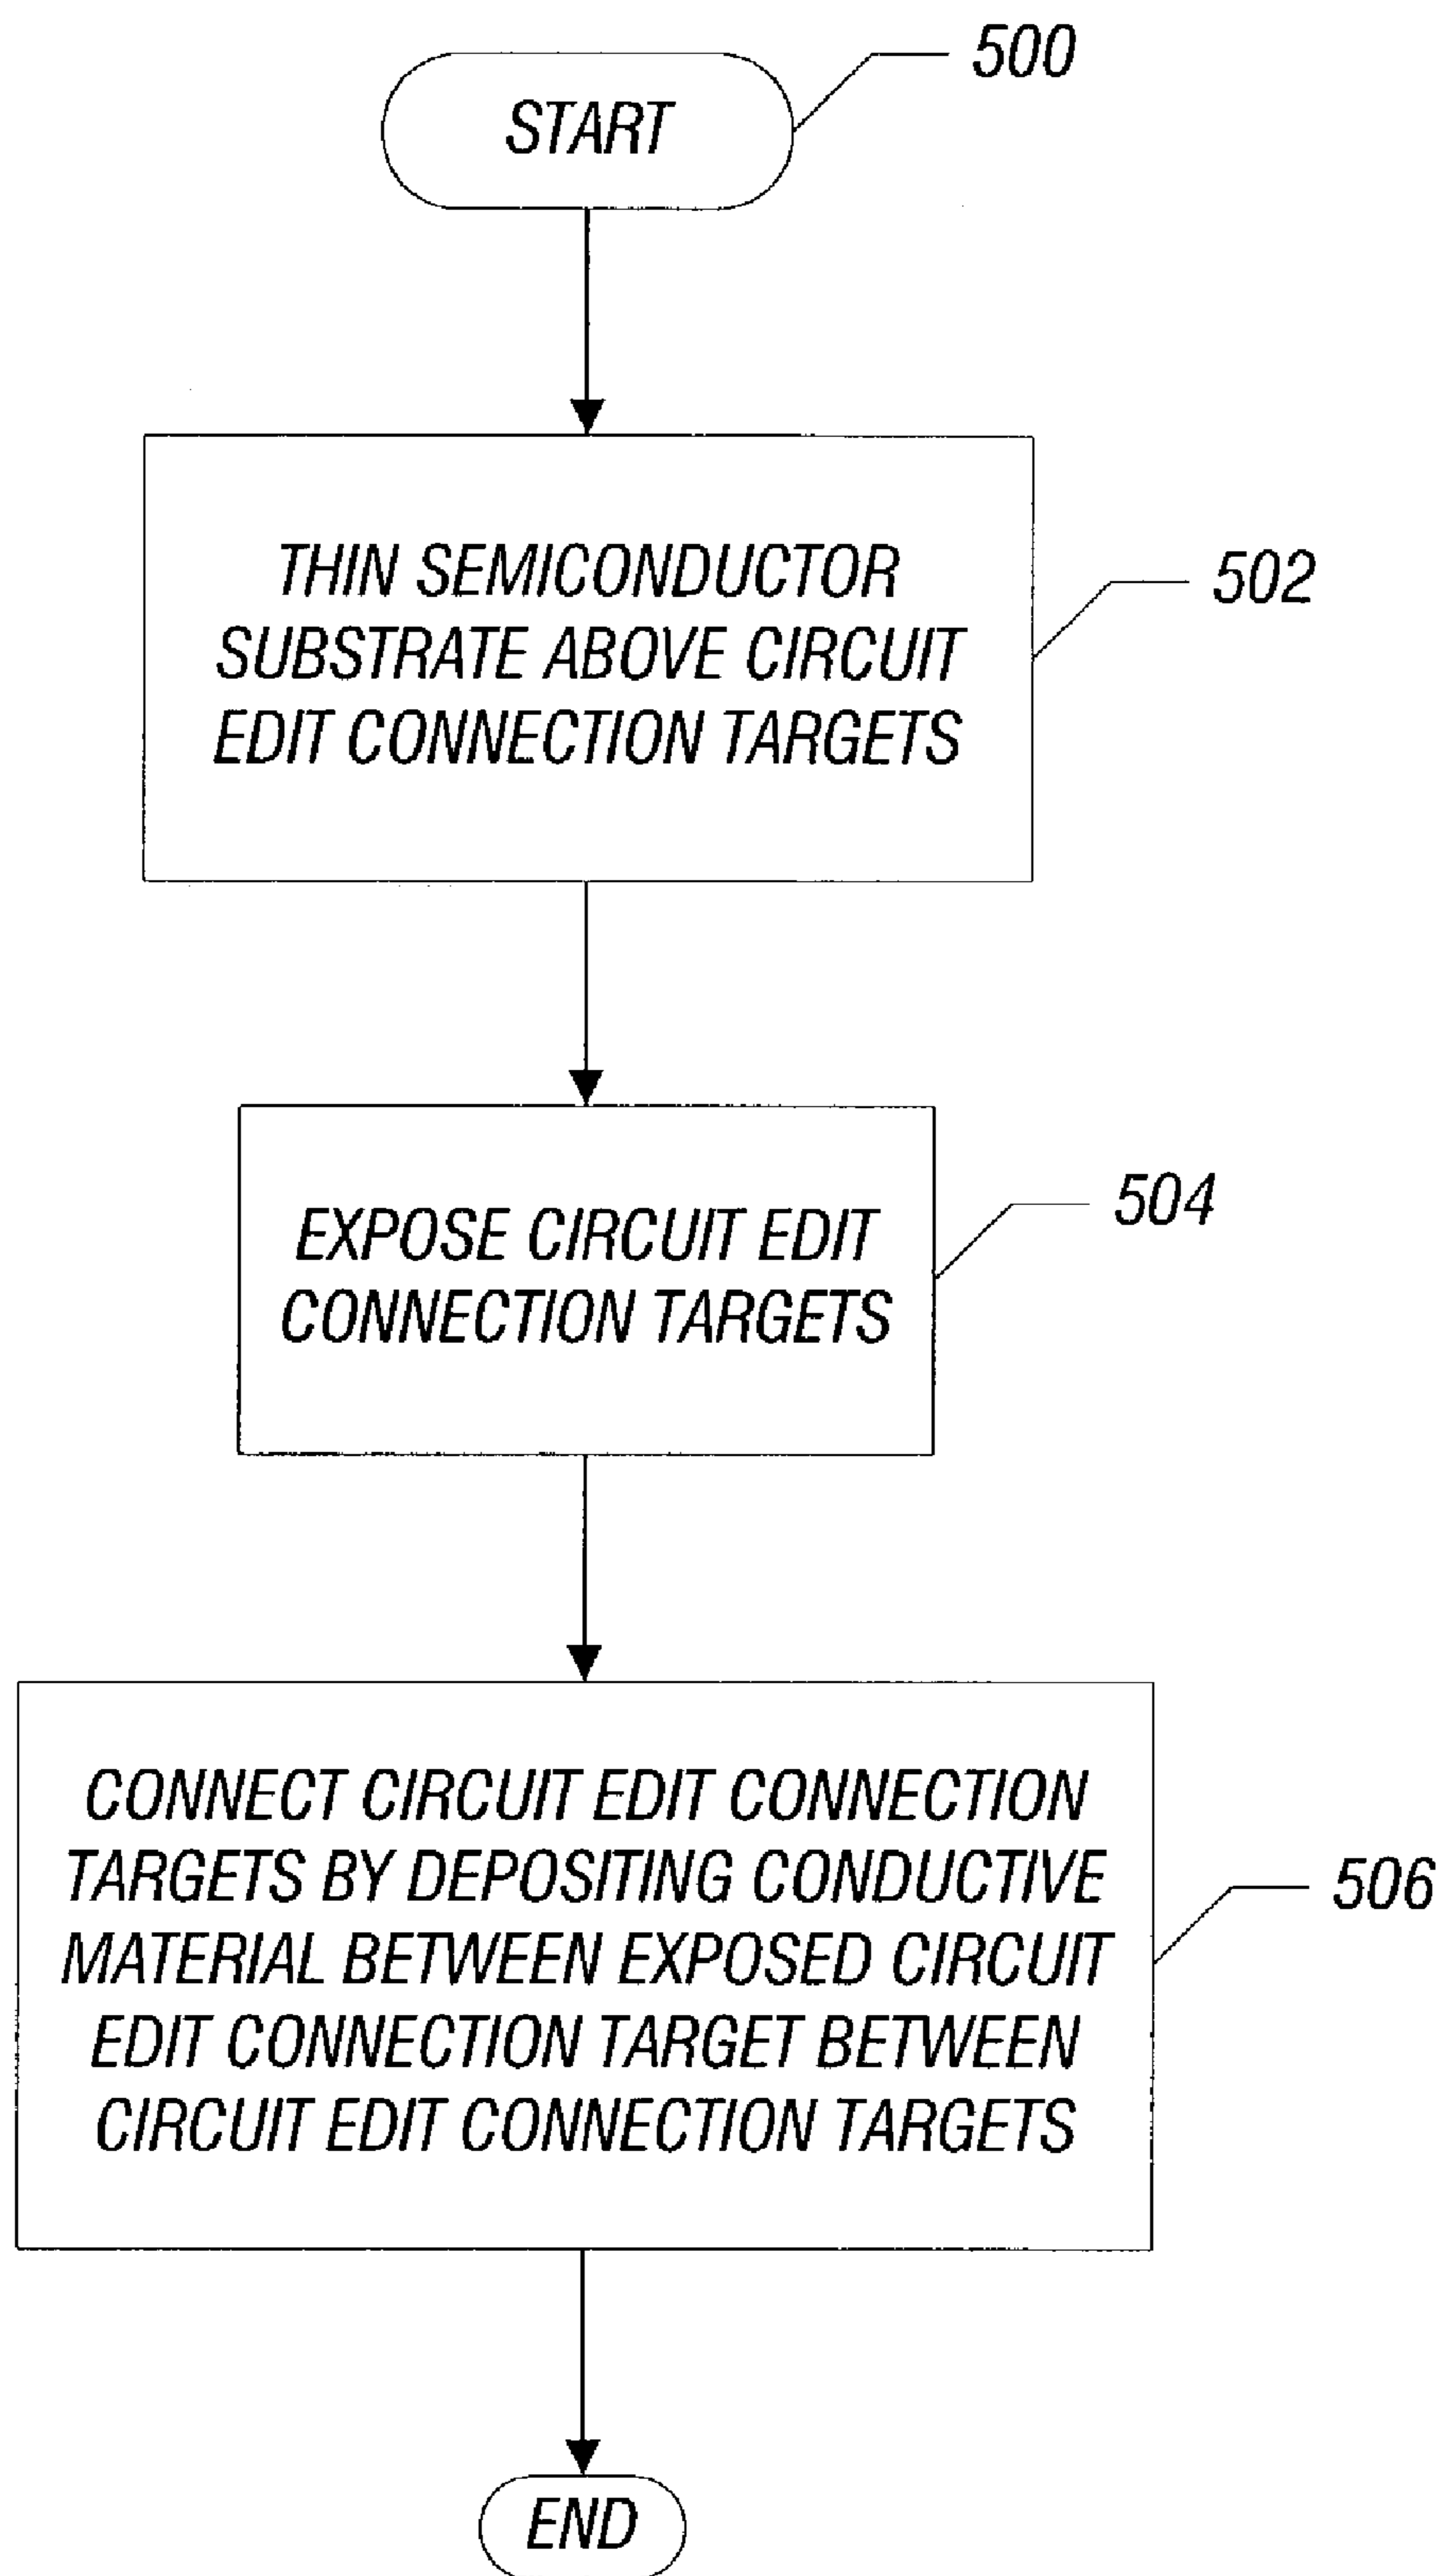 500
START
THIN SEMICONDUCTOR
SUBSTRATE ABOVE CIRCUIT
EDIT CONNECTION TARGETS
502
EXPOSE CIRCUIT EDIT
CONNECTION TARGETS
504
CONNECT CIRCUIT EDIT CONNECTION
TARGETS BY DEPOSITING CONDUCTIVE
MATERIAL BETWEEN EXPOSED CIRCUIT
EDIT CONNECTION TARGET BETWEEN
CIRCUIT EDIT CONNECTION TARGETS
506
END